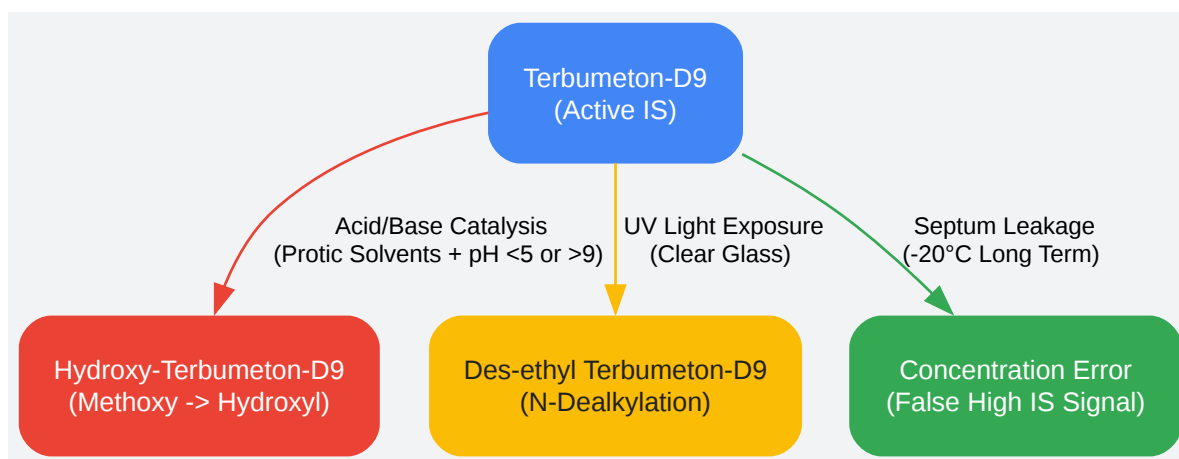 Terbumeton-D9
(Active IS)
Acid/Base Catalysis
(Protic Solvents + pH <5 or >9)
UV Light Exposure
(Clear Glass)
Septum Leakage
(-20°C Long Term)
Hydroxy-Terbumeton-D9
(Methoxy -> Hydroxyl)
Des-ethyl Terbumeton-D9
(N-Dealkylation)
Concentration Error
(False High IS Signal)